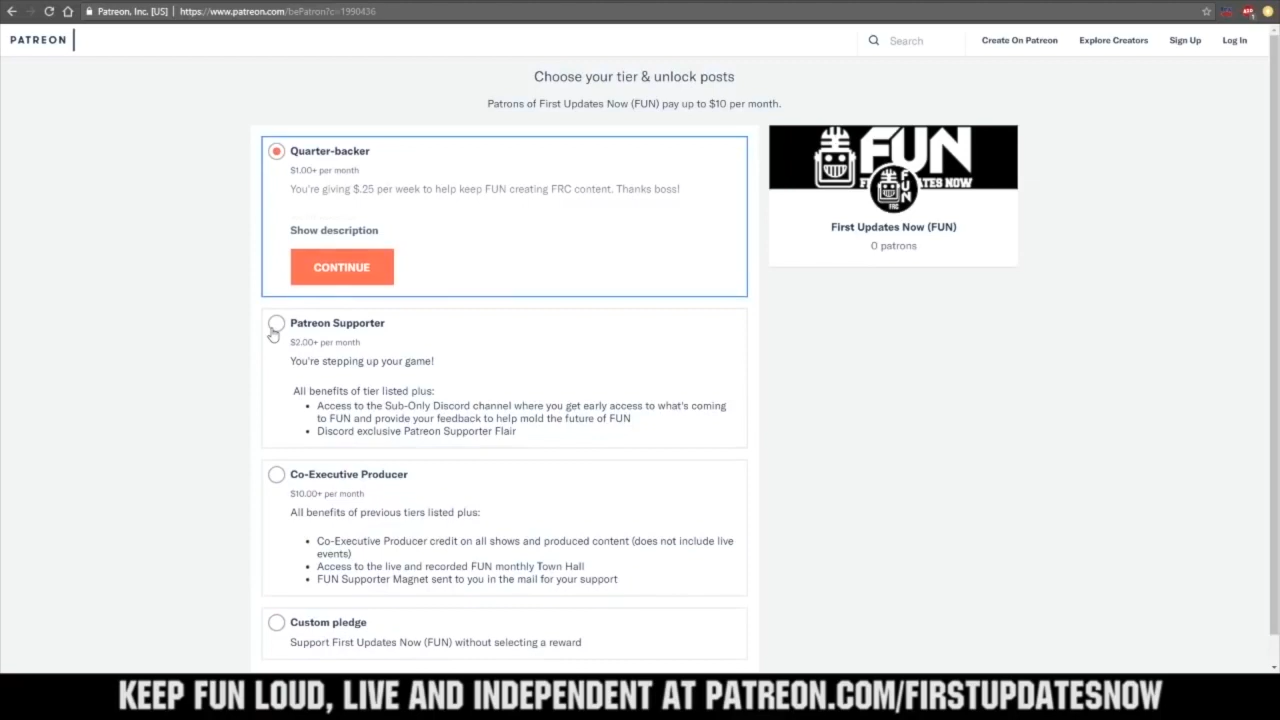 Patreon, Inc. [US] | https://www.patreon.com/bePatron?c=1990436
PATREON
Search
Create On Patreon
Explore Creators
Sign Up
Log In
Choose your tier & unlock posts
Patrons of First Updates Now (FUN) pay up to $10 per month.
Quarter-backer
$1.00+ per month
You're giving $.25 per week to help keep FUN creating FRC content. Thanks boss!
Show description
CONTINUE
FUN
FUN
FRC
First Updates Now (FUN)
0 patrons
Patreon Supporter
$2.00+ per month
You're stepping up your game!
All benefits of tier listed plus:
• Access to the Sub-Only Discord channel where you get early access to what's coming
to FUN and provide your feedback to help mold the future of FUN
• Discord exclusive Patreon Supporter Flair
Co-Executive Producer
$10.00+ per month
All benefits of previous tiers listed plus:
• Co-Executive Producer credit on all shows and produced content (does not include live
events)
• Access to the live and recorded FUN monthly Town Hall
• FUN Supporter Magnet sent to you in the mail for your support
Custom pledge
Support First Updates Now (FUN) without selecting a reward
KEEP FUN LOUD, LIVE AND INDEPENDENT AT PATREON.COM/FIRSTUPDATESNOW